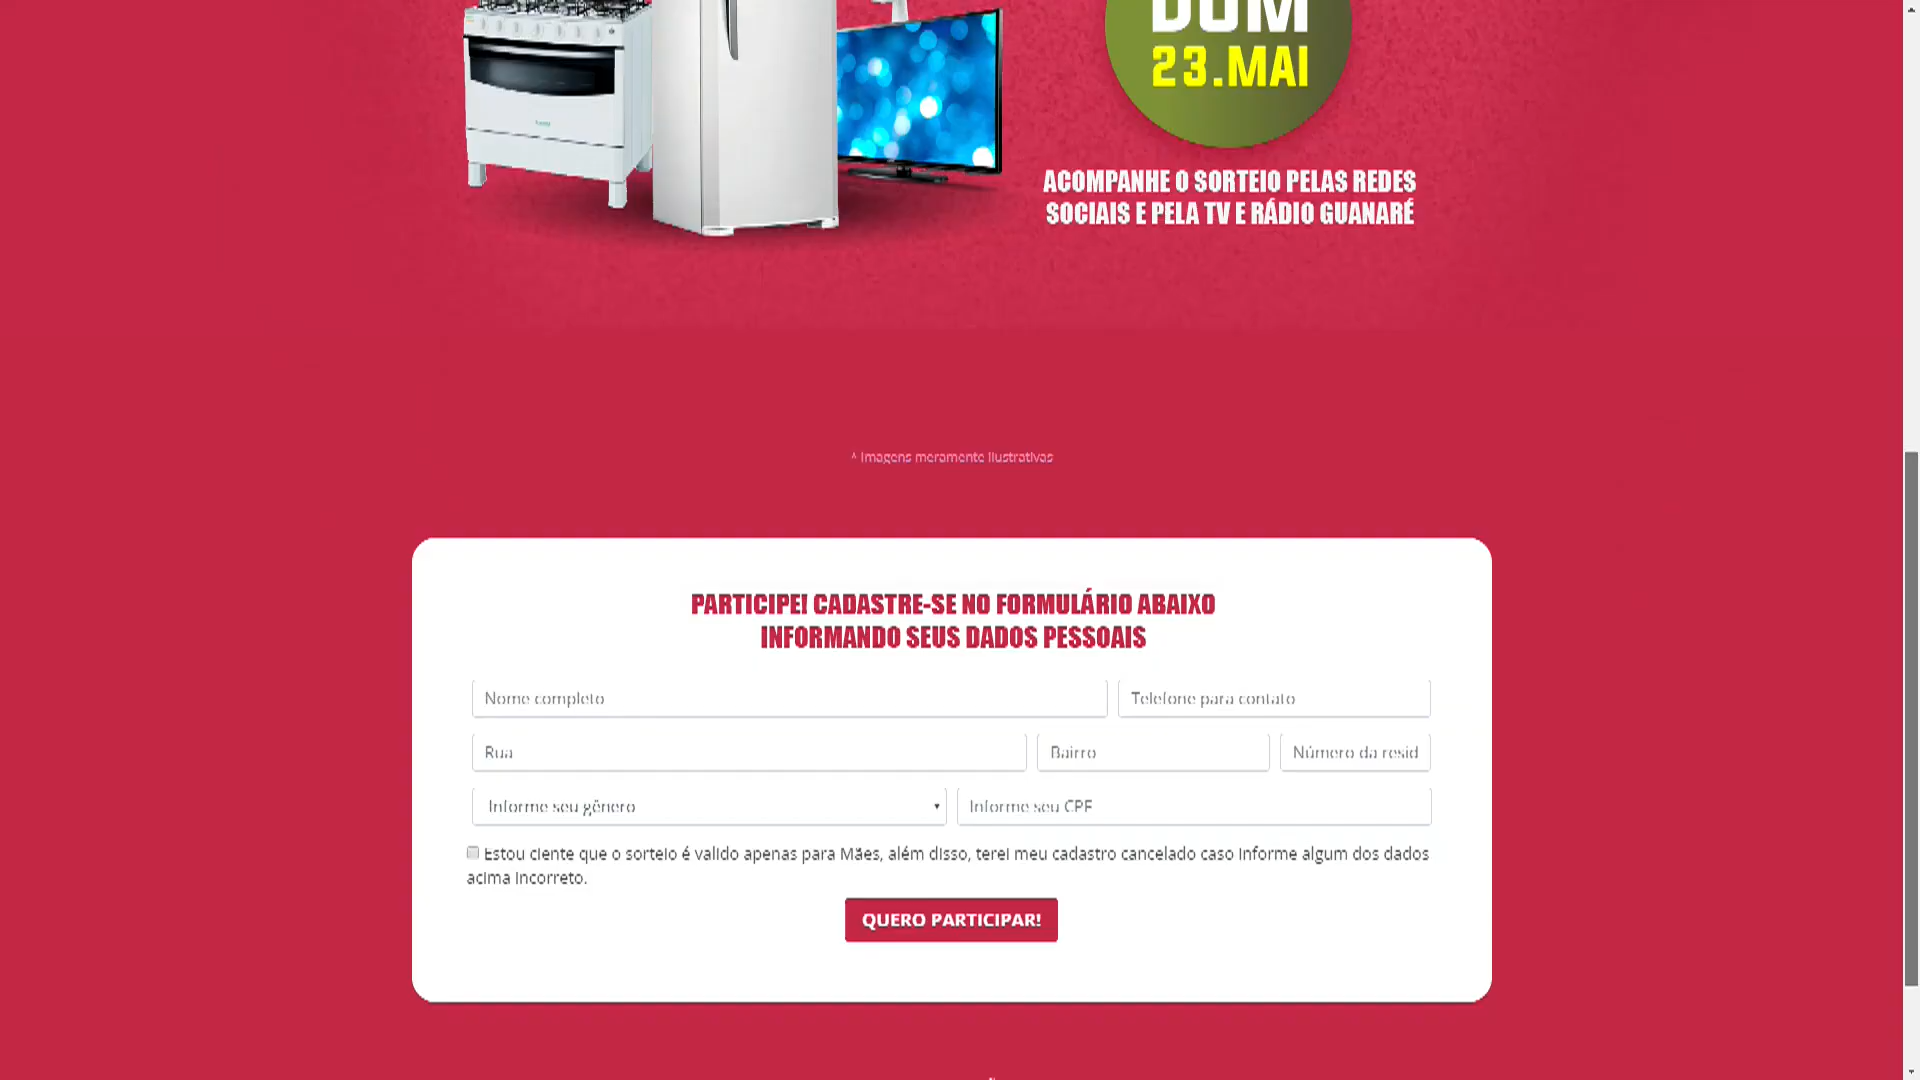 DOM
23.MAI
ACOMPANHE O SORTEIO PELAS REDES
SOCIAIS E PELA TV E RÁDIO GUANARÉ
* Imagens meramente ilustrativas
PARTICIPE! CADASTRE-SE NO FORMULÁRIO ABAIXO
INFORMANDO SEUS DADOS PESSOAIS
Nome completo
Telefone para contato
Rua
Bairro
Número da resid
Informe seu gênero
Informe seu CPF
Estou ciente que o sorteio é valido apenas para Mães, além disso, terei meu cadastro cancelado caso informe algum dos dados
acima incorreto.
QUERO PARTICIPAR!